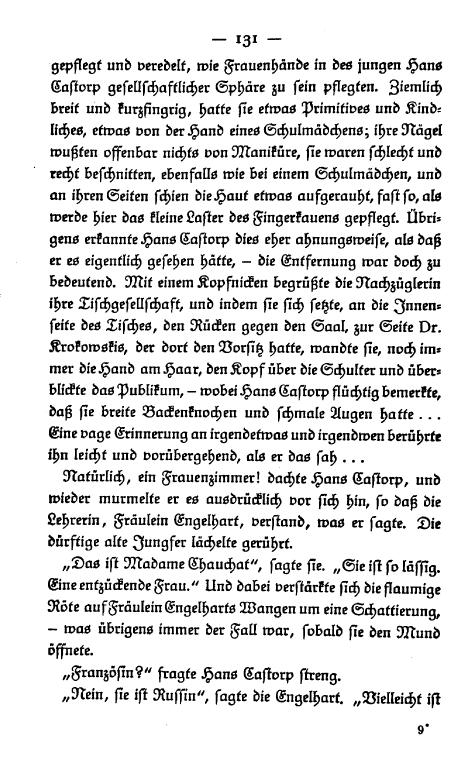 — 131 —
gepflegt und veredelt, wie Frauenhände in des jungen Hans
Castorp gesellschaftlicher Sphäre zu sein pflegten. Ziemlich
breit und kurzfingrig, hatte sie etwas Primitives und Kind-
liches, etwas von der Hand eines Schulmädchens; ihre Nägel
wußten offenbar nichts von Maniküre, sie waren schlecht und
recht beschnitten, ebenfalls wie bei einem Schulmädchen, und
an ihren Seiten schien die Haut etwas aufgerauht, fast so, als
werde hier das kleine Laster des Fingerkauens gepflegt. Übri-
gens erkannte Hans Castorp dies eher ahnungsweise, als daß
er es eigentlich gesehen hätte, – die Entfernung war doch zu
bedeutend. Mit einem Kopfnicken begrüßte die Nachzüglerin
ihre Tischgesellschaft, und indem sie sich setzte, an die Innen-
seite des Tisches, den Rücken gegen den Saal, zur Seite Dr.
Krokowskis, der dort den Vorsitz hatte, wandte sie, noch im-
mer die Hand am Haar, den Kopf über die Schulter und über-
blickte das Publikum, – wobei Hans Castorp flüchtig bemerkte,
daß sie breite Backenknochen und schmale Augen hatte ...
Eine vage Erinnerung an irgendetwas und irgendwen berührte
ihn leicht und vorübergehend, als er das sah ...
Natürlich, ein Frauenzimmer! dachte Hans Castorp, und
wieder murmelte er es ausdrücklich vor sich hin, so daß die
Lehrerin, Fräulein Engelhart, verstand, was er sagte. Die
dürftige alte Jungfer lächelte gerührt.
„Das ist Madame Chauchat“, sagte sie. „Sie ist so lässig.
Eine entzückende Frau.“ Und dabei verstärkte sich die flaumige
Röte auf Fräulein Engelharts Wangen um eine Schattierung,
– was übrigens immer der Fall war, sobald sie den Mund
öffnete.
„Französin?“ fragte Hans Castorp streng.
„Nein, sie ist Russin“, sagte die Engelhart. „Vielleicht ist
9*